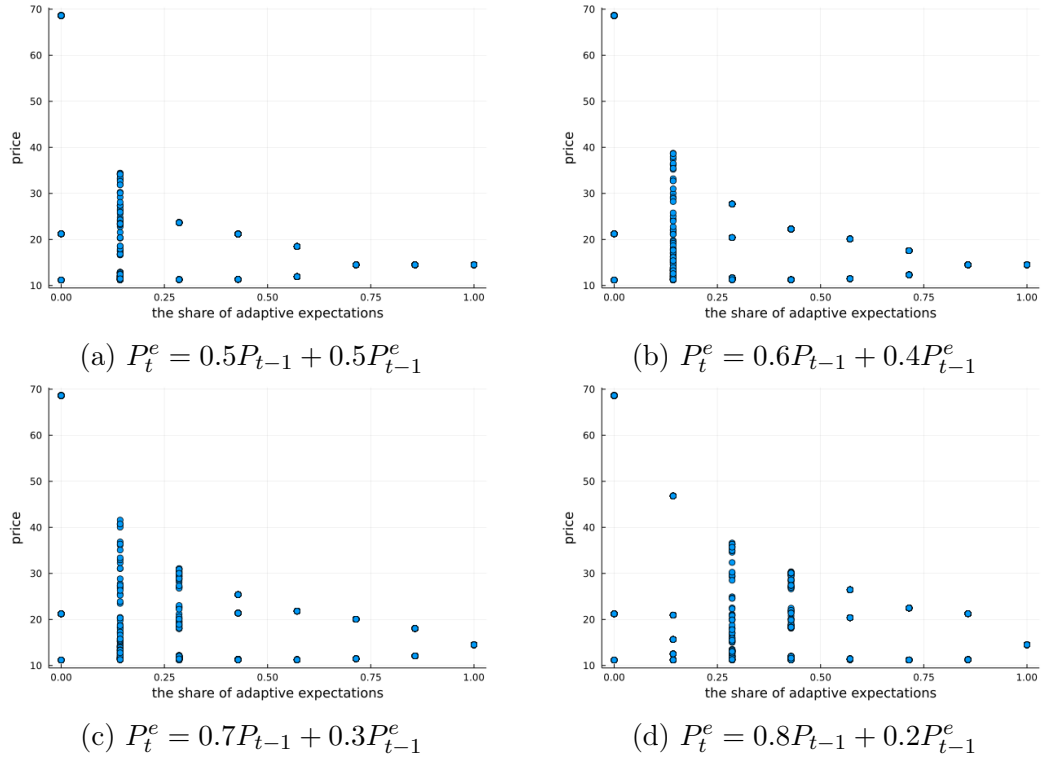 70
60
50
40
30
20
10
price
0.00 0.25 0.50 0.75 1.00
the share of adaptive expectations
(a) P_t^e = 0.5P_{t−1} + 0.5P_{t−1}^e
70
60
50
40
30
20
10
price
0.00 0.25 0.50 0.75 1.00
the share of adaptive expectations
(b) P_t^e = 0.6P_{t−1} + 0.4P_{t−1}^e
70
60
50
40
30
20
10
price
0.00 0.25 0.50 0.75 1.00
the share of adaptive expectations
(c) P_t^e = 0.7P_{t−1} + 0.3P_{t−1}^e
70
60
50
40
30
20
10
price
0.00 0.25 0.50 0.75 1.00
the share of adaptive expectations
(d) P_t^e = 0.8P_{t−1} + 0.2P_{t−1}^e